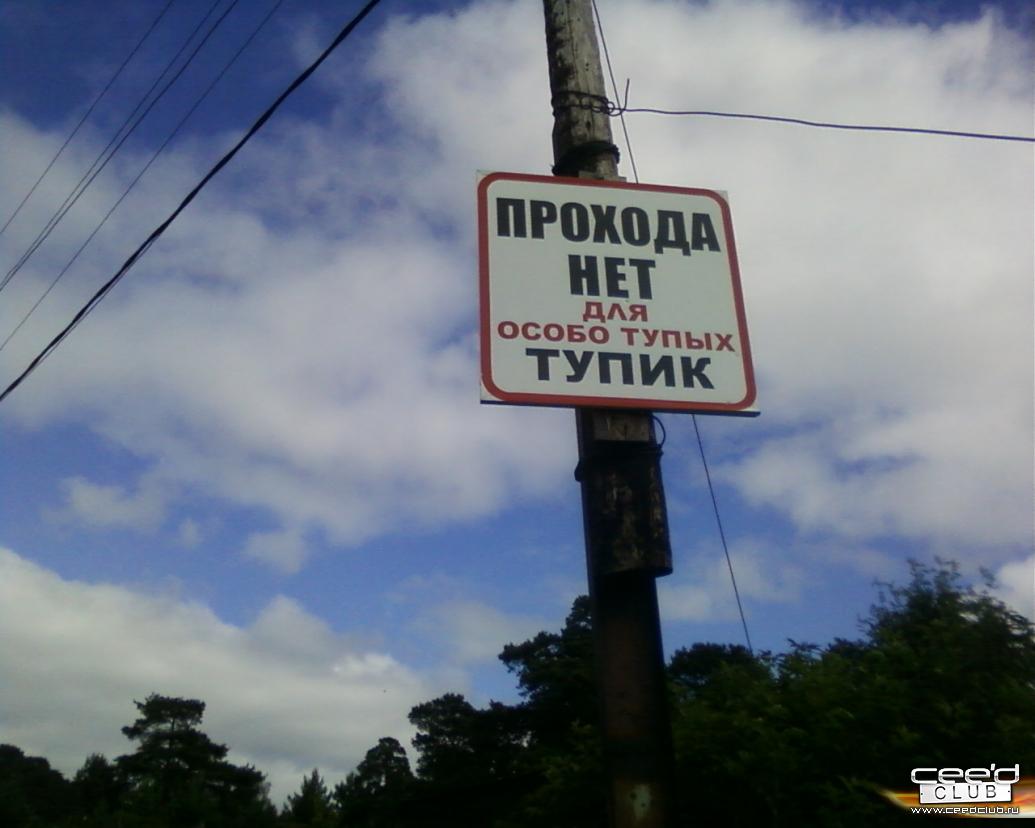 ПРОХОДА
НЕТ
ДЛЯ
ОСОБО ТУПЫХ
ТУПИК
cee'd
CLUB
www.ceedclub.ru